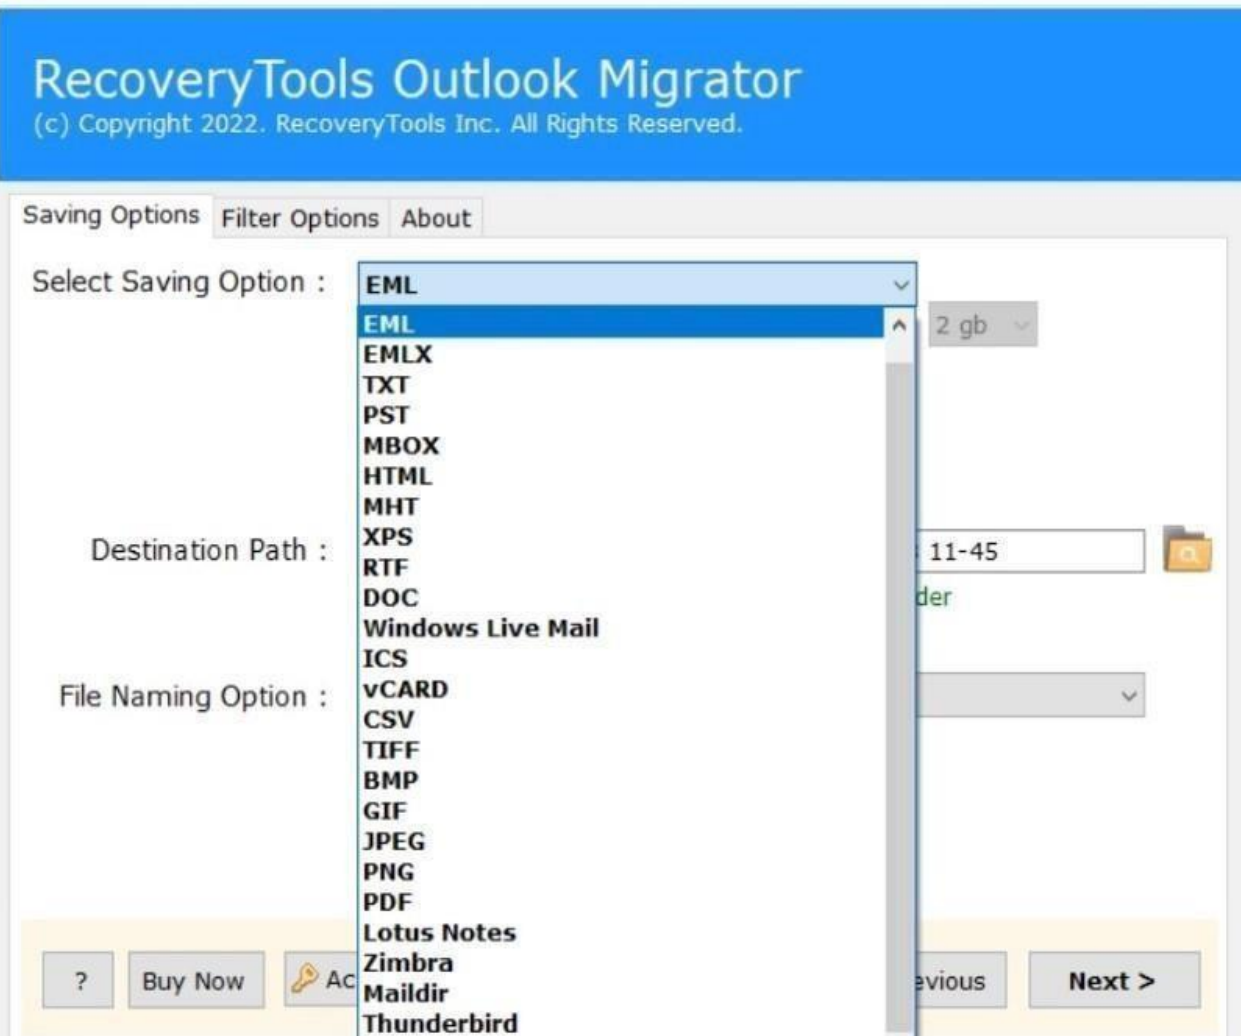 RecoveryTools Outlook Migrator
(c) Copyright 2022. RecoveryTools Inc. All Rights Reserved.
Saving Options Filter Options About
Select Saving Option : EML
EML
2 gb
EMLX
TXT
PST
MBOX
HTML
MHT
XPS
Destination Path : 11-45
RTF
DOC
der
Windows Live Mail
ICS
vCARD
File Naming Option :
CSV
TIFF
BMP
GIF
JPEG
PNG
PDF
Lotus Notes
Zimbra
? Buy Now Ac evious Next >
Maildir
Thunderbird